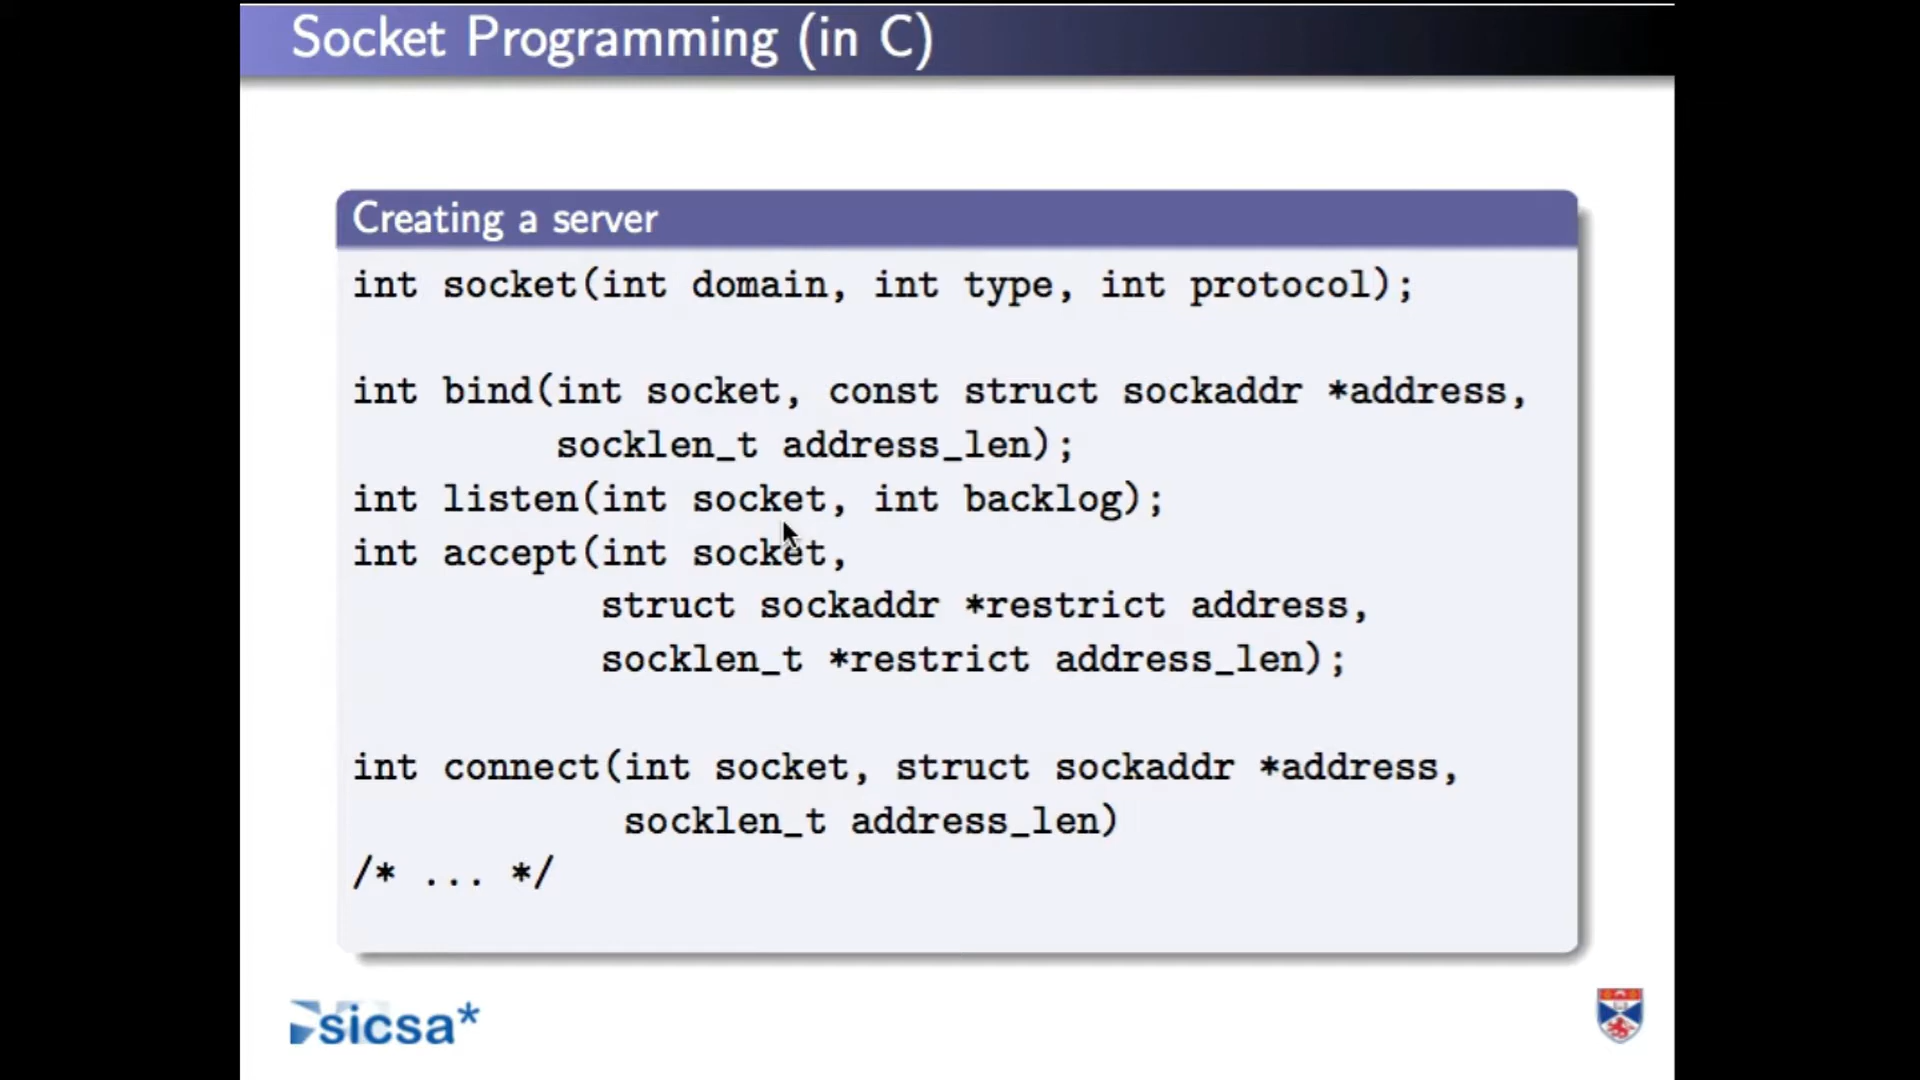 Socket Programming (in C)
Creating a server
int socket(int domain, int type, int protocol);
int bind(int socket, const struct sockaddr *address,
socklen_t address_len);
int listen(int socket, int backlog);
int accept(int socket,
struct sockaddr *restrict address,
socklen_t *restrict address_len);
int connect(int socket, struct sockaddr *address,
socklen_t address_len)
/* ... */
sicsa*